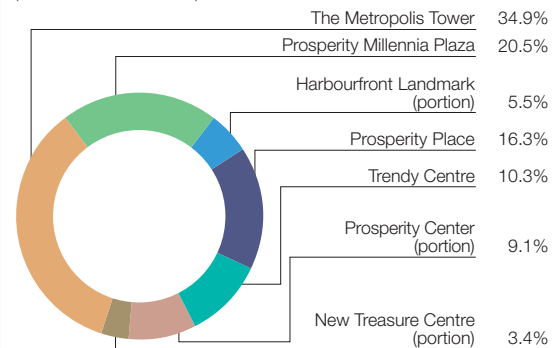 The Metropolis Tower 34.9%
Prosperity Millennia Plaza 20.5%
Harbourfront Landmark
(portion) 5.5%
Prosperity Place 16.3%
Trendy Centre 10.3%
Prosperity Center
(portion) 9.1%
New Treasure Centre
(portion) 3.4%